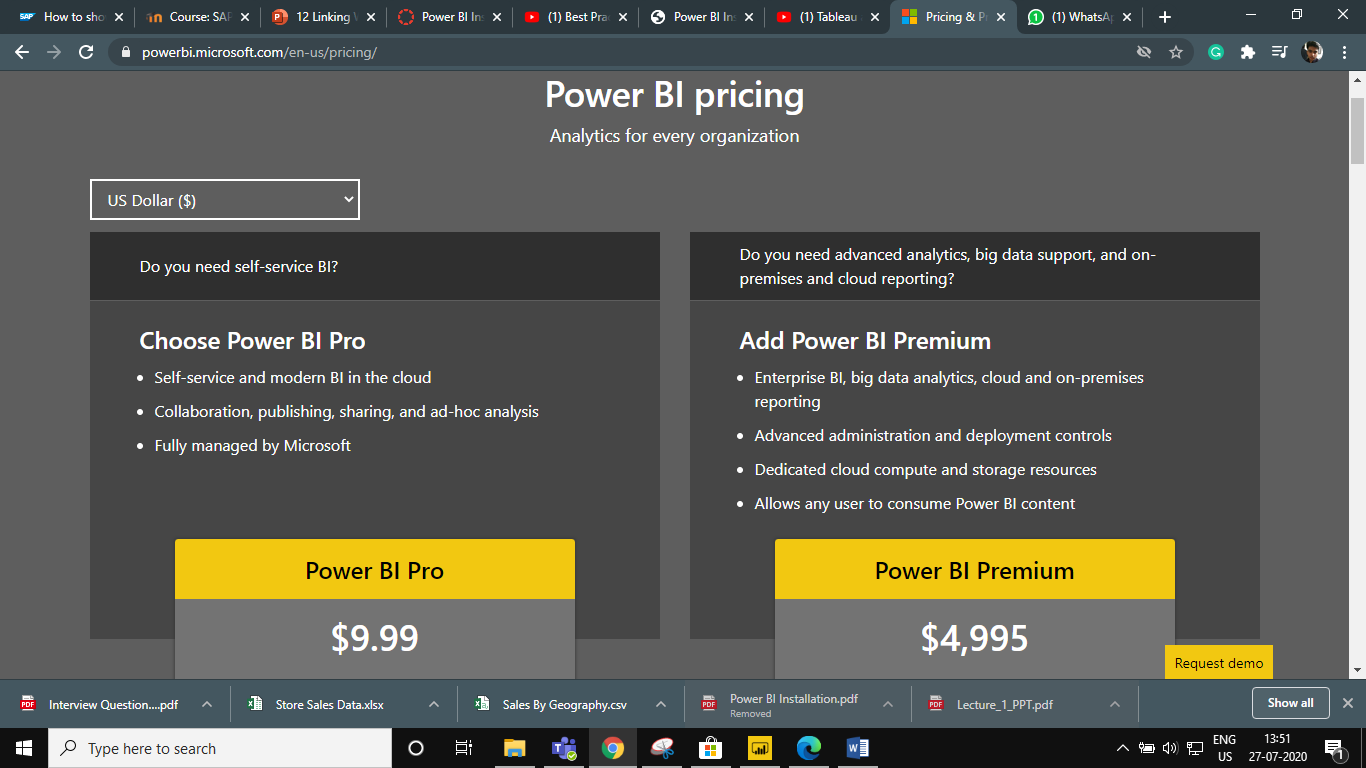 How to sho
Course: SAP
12 Linking
Power BI In
(1) Best Pra
Power BI In
(1) Tableau
Pricing & P
(1) WhatsAp
powerbi.microsoft.com/en-us/pricing/
Power BI pricing
Analytics for every organization
US Dollar ($)
Do you need self-service BI?
Choose Power BI Pro
Self-service and modern BI in the cloud
Collaboration, publishing, sharing, and ad-hoc analysis
Fully managed by Microsoft
Power BI Pro
$9.99
Do you need advanced analytics, big data support, and on-
premises and cloud reporting?
Add Power BI Premium
Enterprise BI, big data analytics, cloud and on-premises
reporting
Advanced administration and deployment controls
Dedicated cloud compute and storage resources
Allows any user to consume Power BI content
Power BI Premium
$4,995
Request demo
Interview Question....pdf
Store Sales Data.xlsx
Sales By Geography.csv
Power BI Installation.pdf
Removed
Lecture_1_PPT.pdf
Show all
Type here to search
ENG
US
13:51
27-07-2020
1